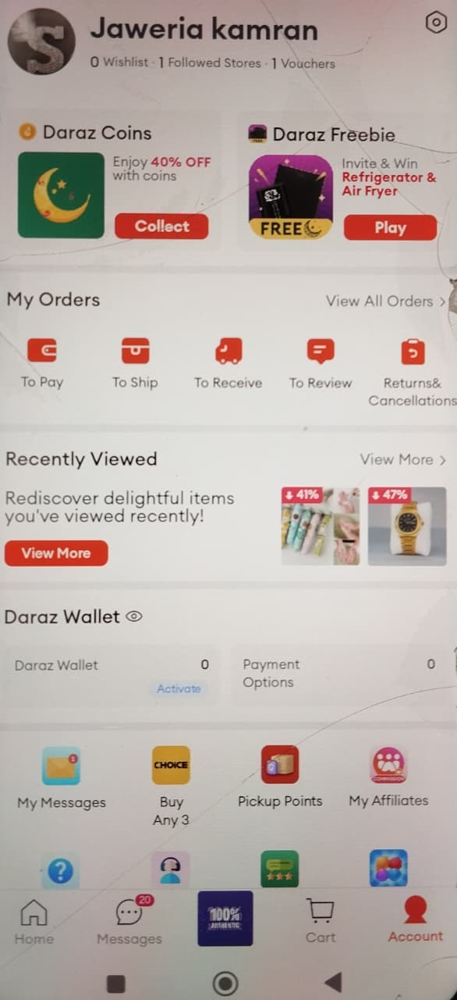 Jaweria kamran
0 Wishlist · 1 Followed Stores · 1 Vouchers
Daraz Coins
Enjoy 40% OFF
with coins
Collect
Daraz Freebie
Invite & Win
Refrigerator &
Air Fryer
FREE
Play
My Orders
View All Orders >
To Pay
To Ship
To Receive
To Review
Returns&
Cancellations
Recently Viewed
View More >
Rediscover delightful items
you've viewed recently!
View More
41%
47%
Daraz Wallet
Daraz Wallet
0
Activate
Payment
Options
0
1
CHOICE
COMMISSION
My Messages
Buy
Any 3
Pickup Points
My Affiliates
?
20
100%
AUTHENTIC
Home
Messages
Cart
Account